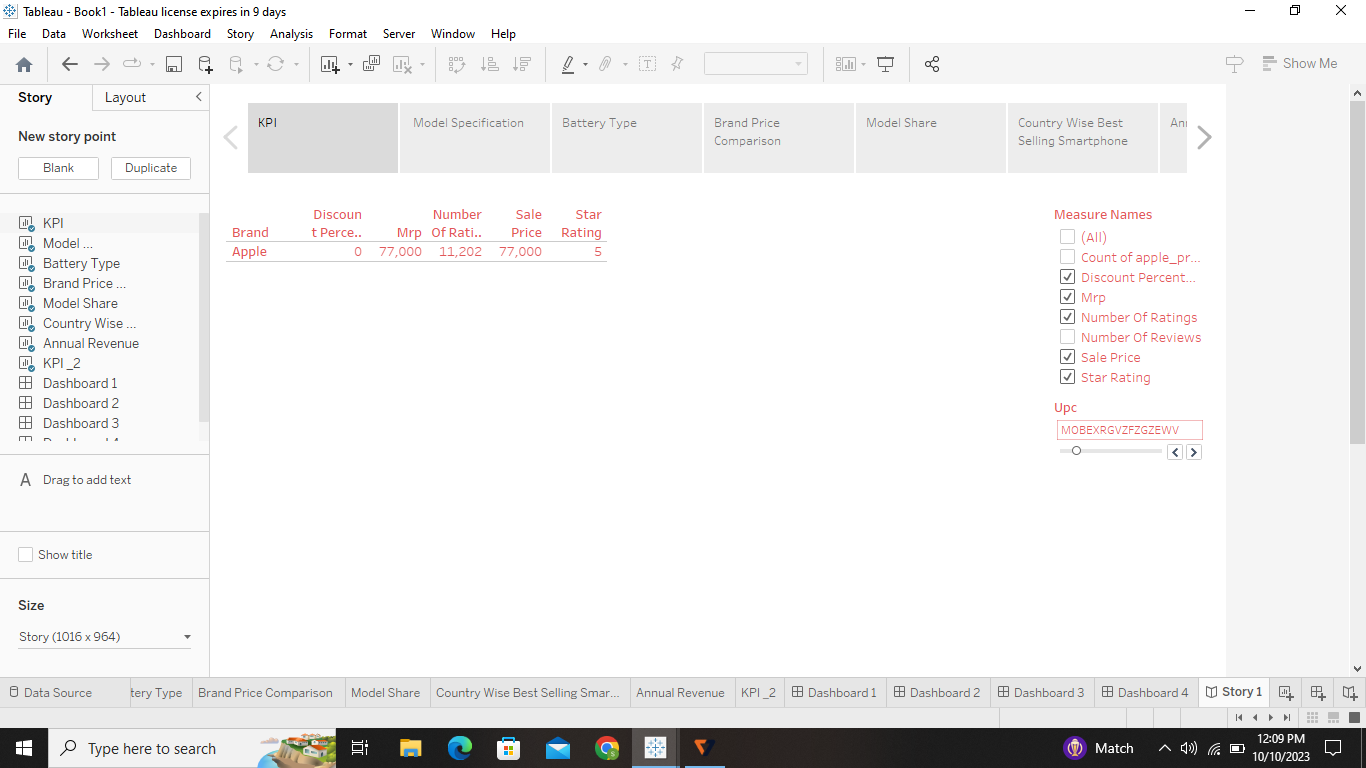 Tableau - Book1 - Tableau license expires in 9 days
File Data Worksheet Dashboard Story Analysis Format Server Window Help
Show Me
Story Layout
New story point
Blank Duplicate
KPI
Model ...
Battery Type
Brand Price ...
Model Share
Country Wise ...
Annual Revenue
KPI _2
Dashboard 1
Dashboard 2
Dashboard 3
A Drag to add text
Show title
Size
Story (1016 x 964)
KPI
Model Specification
Battery Type
Brand Price
Comparison
Model Share
Country Wise Best
Selling Smartphone
Discoun Number Sale Star
Brand t Perce.. Mrp Of Rati.. Price Rating
Apple 0 77,000 11,202 77,000 5
Measure Names
(All)
Count of apple_pr...
Discount Percent...
Mrp
Number Of Ratings
Number Of Reviews
Sale Price
Star Rating
Upc
MOBEXRGVZFZGZEWV
Data Source tery Type Brand Price Comparison Model Share Country Wise Best Selling Smar... Annual Revenue KPI _2 Dashboard 1 Dashboard 2 Dashboard 3 Dashboard 4 Story 1
Type here to search
Match
12:09 PM
10/10/2023